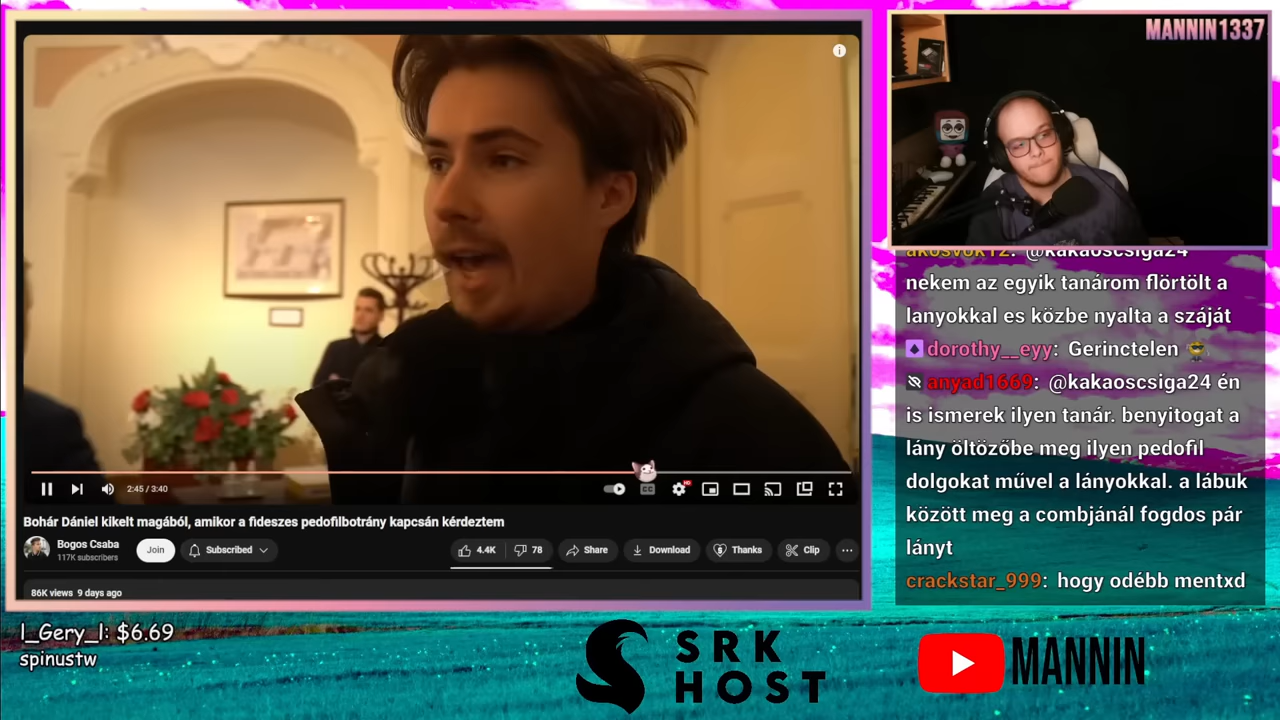 MANNIN1337
akosvok12: @kakaoscsiga24
nekem az egyik tanárom flörtölt a
lanyokkal es közbe nyalta a száját
dorothy__eyy: Gerinctelen
anyad1669: @kakaoscsiga24 én
is ismerek ilyen tanár. benyitogat a
lány öltözőbe meg ilyen pedofil
dolgokat művel a lányokkal. a lábuk
között meg a combjánál fogdos pár
lányt
crackstar_999: hogy odébb mentxd
2:45 / 3:40
CC
HD
Bohár Dániel kikelt magából, amikor a fideszes pedofilbotrány kapcsán kérdeztem
Bogos Csaba
117K subscribers
Join
Subscribed
4.4K
78
Share
Download
Thanks
Clip
86K views 9 days ago
l_Gery_l: $6.69
spinustw
SRK
HOST
MANNIN